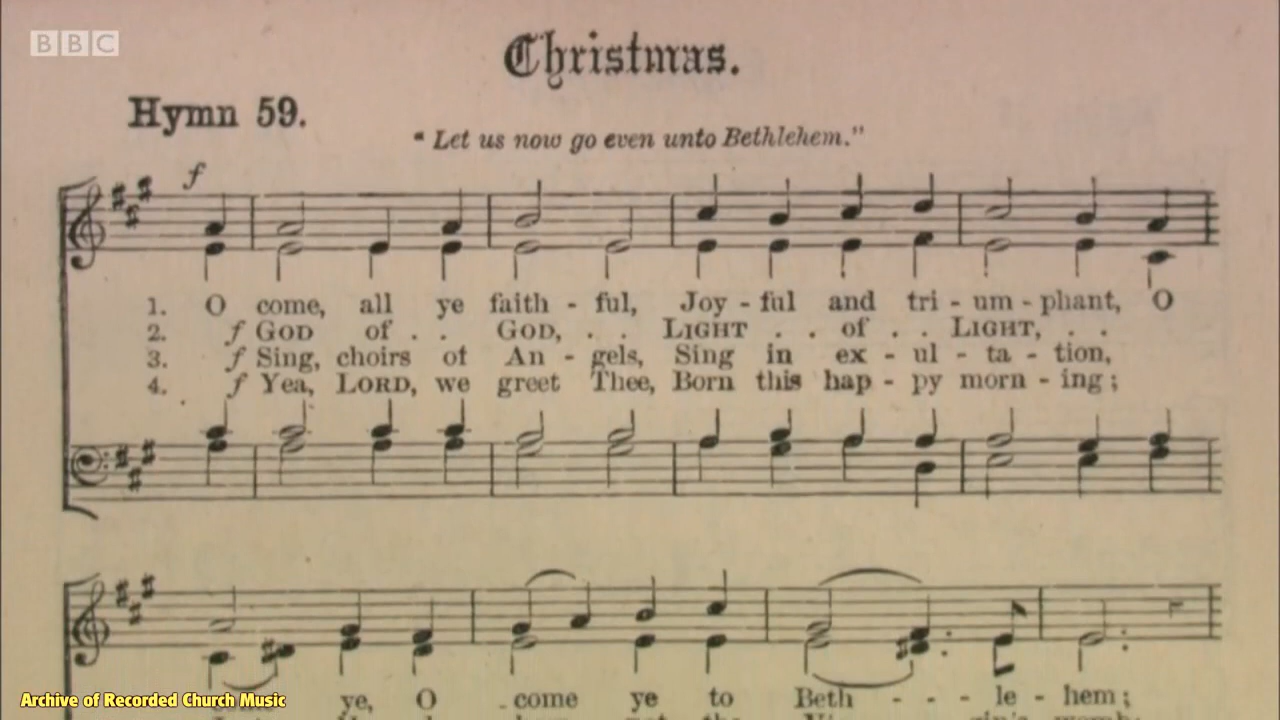 BBC
Christmas.
Hymn 59.
"Let us now go even unto Bethlehem."
f
1. O come, all ye faith - ful, Joy - ful and tri - um - phant, O
2. f GOD of . . GOD, . . LIGHT . . of . . LIGHT, . .
3. f Sing, choirs of An - gels, Sing in ex - ul - ta - tion,
4. f Yea, LORD, we greet Thee, Born this hap - py morn - ing;
ye, O come ye to Beth - - - le - hem;
Archive of Recorded Church Music